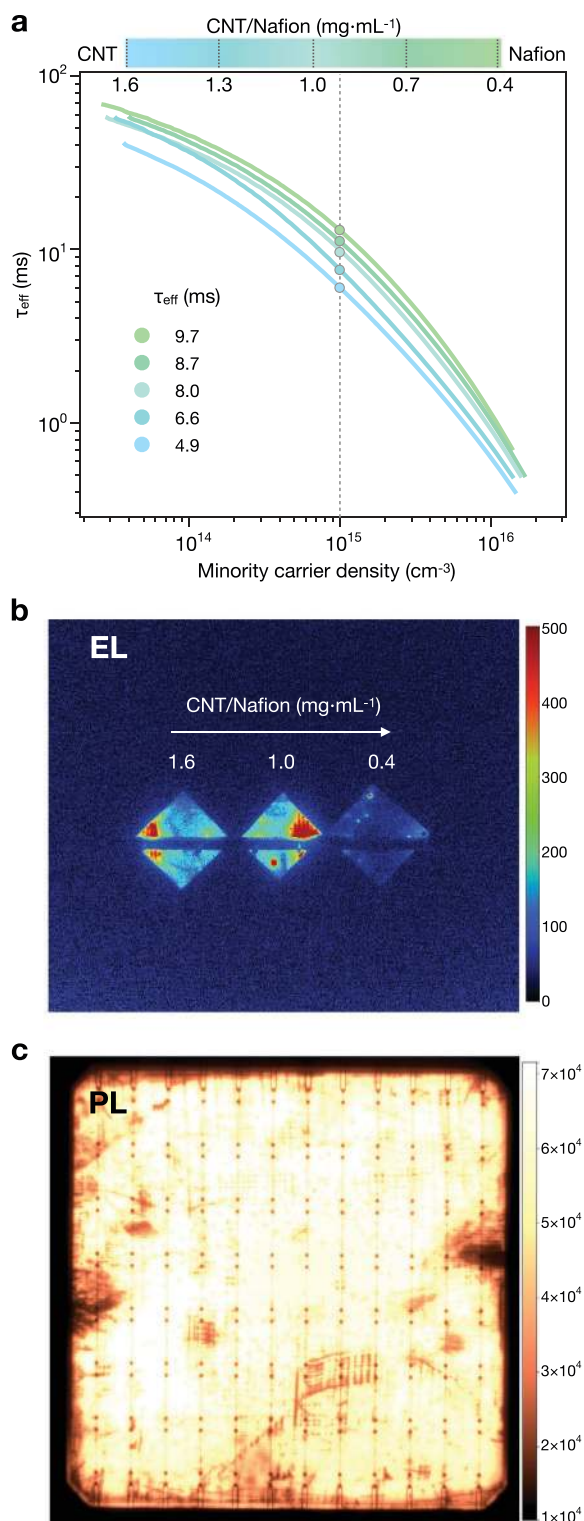 a
CNT/Nafion (mg·mL-1)
CNT
Nafion
1.6 1.3 1.0 0.7 0.4
10²
10¹
10⁰
τeff (ms)
τeff (ms)
9.7
8.7
8.0
6.6
4.9
10¹⁴ 10¹⁵ 10¹⁶
Minority carrier density (cm-3)
b
EL
CNT/Nafion (mg·mL-1)
1.6 1.0 0.4
500
400
300
200
100
0
c
PL
7×10⁴
6×10⁴
5×10⁴
4×10⁴
3×10⁴
2×10⁴
1×10⁴